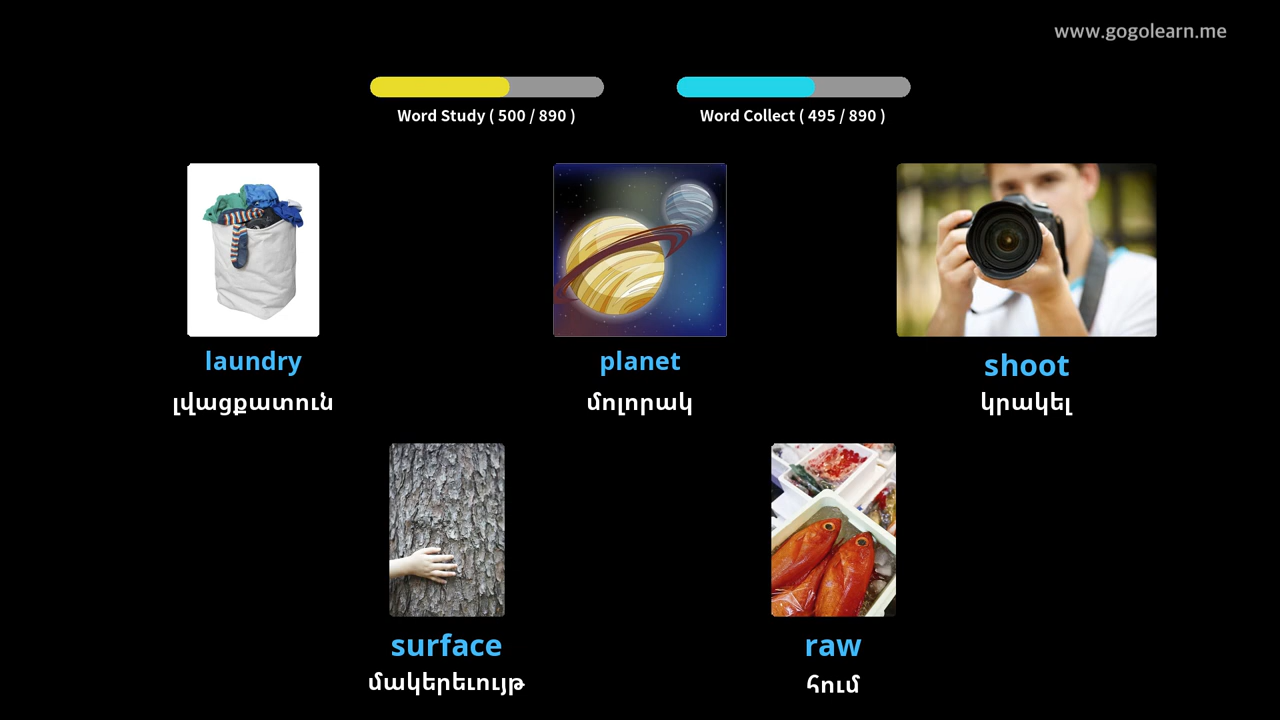 www.gogolearn.me
Word Study ( 500 / 890 )
Word Collect ( 495 / 890 )
laundry
լվացքատուն
planet
մոլորակ
shoot
կրակել
surface
մակերեւույթ
raw
հում